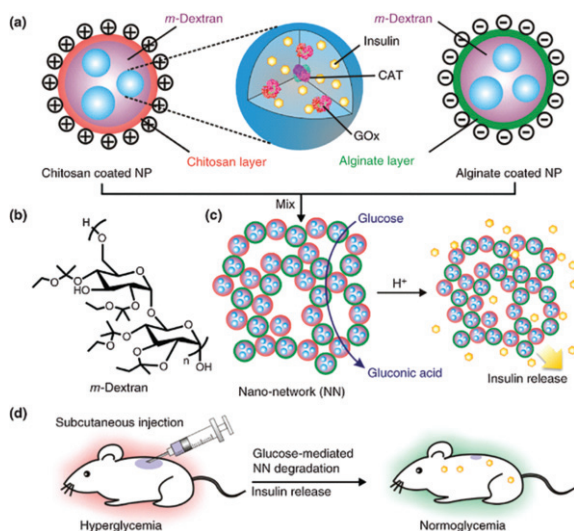 (a)
m-Dextran
Insulin
CAT
GOx
m-Dextran
Chitosan layer
Alginate layer
Chitosan coated NP
Alginate coated NP
Mix
(b)
H
O
O
O
O
HO
O
O
O
O
O
O
O
n
OH
m-Dextran
(c)
Glucose
H⁺
Nano-network (NN)
Gluconic acid
Insulin release
(d)
Subcutaneous injection
Glucose-mediated
NN degradation
Insulin release
Hyperglycemia
Normoglycemia